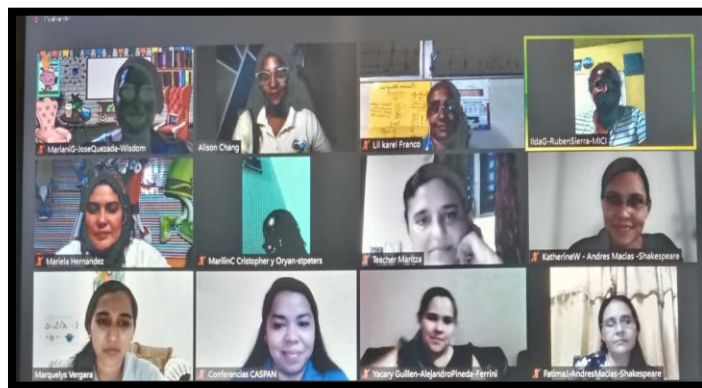 MarianiG-JoseQuezada-Wisdom
Alison Chang
Lil karel Franco
IldaG-RubenSierra-MICI
Mariela Hernandez
MarilinC Cristopher y Oryan-stpeters
Teacher Maritza
KatherineW - Andres Macias -Shakespeare
Marquelys Vergara
Conferencias CASPAN
Yacary Guillen-AlejandroPineda-Ferrini
FatimaJ-AndresMacias-Shakespeare